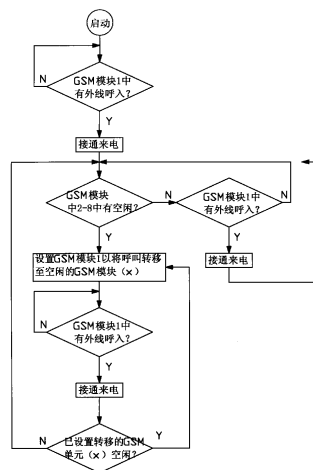 启动
GSM模块1中
有外线呼入?
N
Y
接通来电
GSM模块
中2-8中有空闲?
N
Y
GSM模块1中
有外线呼入?
N
N
Y
接通来电
设置GSM模块1以将呼叫转移
至空闲的GSM模块(x)
GSM模块1中
有外线呼入?
N
Y
接通来电
已设置转移的GSM
单元(x)空闲?
N
Y